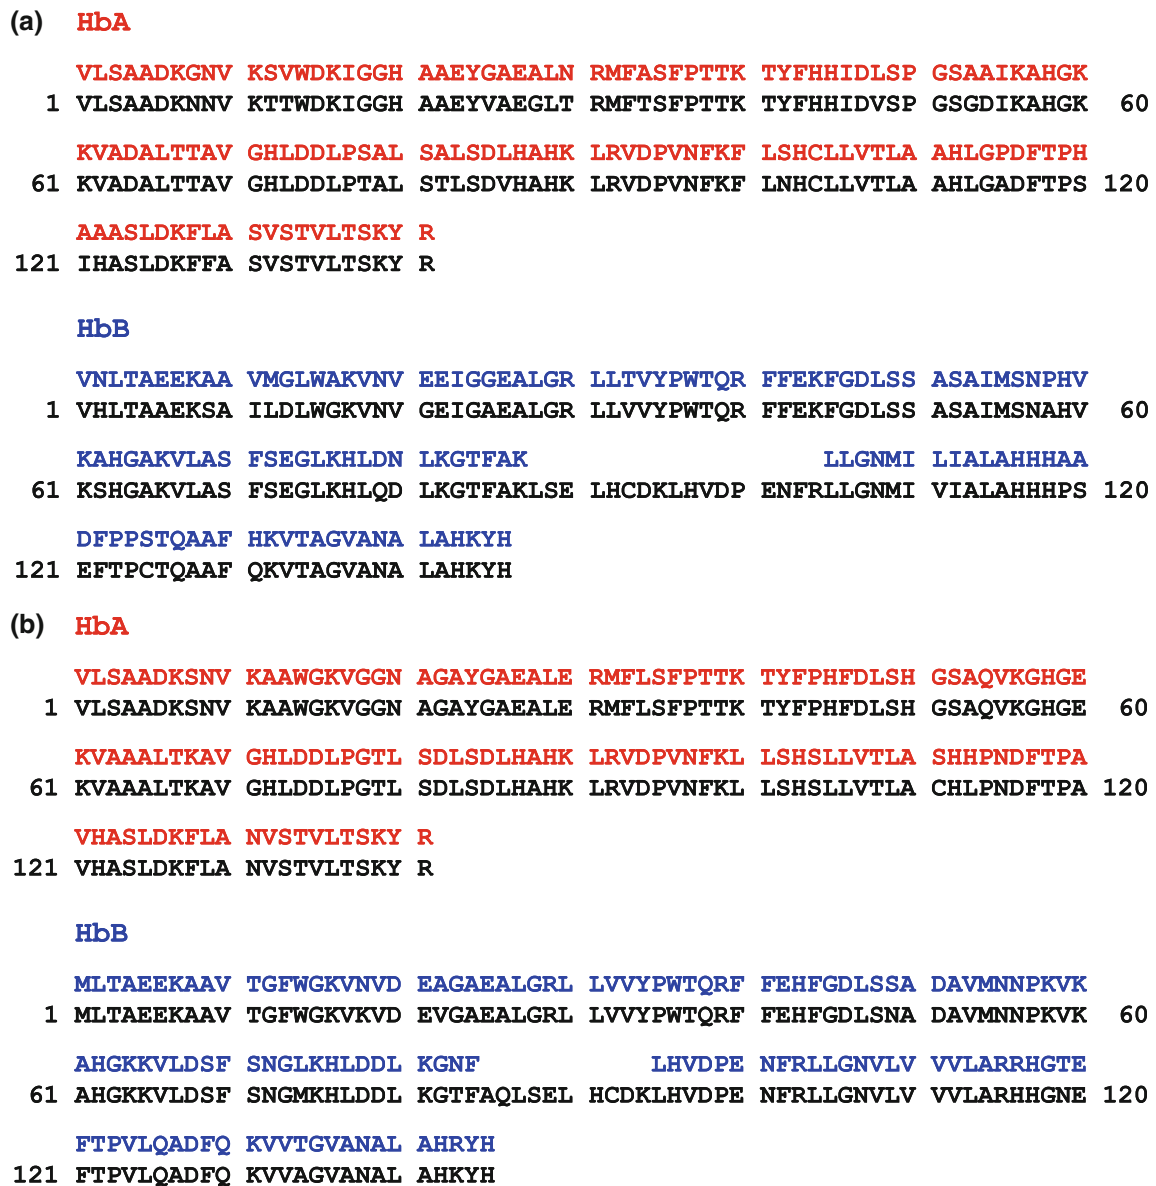 (a) HbA
VLSAADKGNV KSVWDKIGGH AAEYGAEALN RMFASFPTTK TYFHHIDLSP GSAAIKAHGK
1 VLSAADKNNV KTTWDKIGGH AAEYVAEGLT RMFTSFPTTK TYFHHIDVSP GSGDIKAHGK 60
KVADALTTAV GHLDDLPSAL SALSDLHAHK LRVDPVNFKF LSHCLLVTLA AHLGPDFTPH
61 KVADALTTAV GHLDDLPTAL STLSDVHAHK LRVDPVNFKF LNHCLLVTLA AHLGADFTPS 120
AAASLDKFLA SVSTVLTSKY R
121 IHASLDKFFA SVSTVLTSKY R
HbB
VNLTAEEKAA VMGLWAKVNV EEIGGEALGR LLTVYPWTQR FFEKFGDLSS ASAIMSNPHV
1 VHLTAAEKSA ILDLWGKVNV GEIGAEALGR LLVVYPWTQR FFEKFGDLSS ASAIMSNAHV 60
KAHGAKVLAS FSEGLKHLDN LKGTFAK LLGNMI LIALAHHHAA
61 KSHGAKVLAS FSEGLKHLQD LKGTFAKLSE LHCDKLHVDP ENFRLLGNMI VIALAHHHPS 120
DFPPSTQAAF HKVTAGVANA LAHKYH
121 EFTPCTQAAF QKVTAGVANA LAHKYH
(b) HbA
VLSAADKSNV KAAWGKVGGN AGAYGAEALE RMFLSFPTTK TYFPHFDLSH GSAQVKGHGE
1 VLSAADKSNV KAAWGKVGGN AGAYGAEALE RMFLSFPTTK TYFPHFDLSH GSAQVKGHGE 60
KVAAALTKAV GHLDDLPGTL SDLSDLHAHK LRVDPVNFKL LSHSLLVTLA SHHPNDFTPA
61 KVAAALTKAV GHLDDLPGTL SDLSDLHAHK LRVDPVNFKL LSHSLLVTLA CHLPNDFTPA 120
VHASLDKFLA NVSTVLTSKY R
121 VHASLDKFLA NVSTVLTSKY R
HbB
MLTAEEKAAV TGFWGKVNVD EAGAEALGRL LVVYPWTQRF FEHFGDLSSA DAVMNNPKVK
1 MLTAEEKAAV TGFWGKVKVD EVGAEALGRL LVVYPWTQRF FEHFGDLSNA DAVMNNPKVK 60
AHGKKVLDSF SNGLKHLDDL KGNF LHVDPE NFRLLGNVLV VVLARRHGTE
61 AHGKKVLDSF SNGMKHLDDL KGTFAQLSEL HCDKLHVDPE NFRLLGNVLV VVLARHHGNE 120
FTPVLQADFQ KVVTGVANAL AHRYH
121 FTPVLQADFQ KVVAGVANAL AHKYH